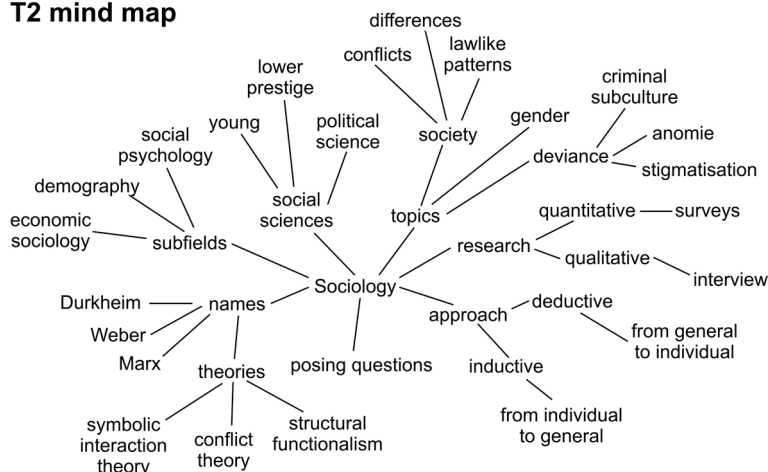 T2 mind map
differences
conflicts
lawlike
patterns
lower
prestige
young
political
science
social
psychology
demography
economic
sociology
subfields
social
sciences
society
gender
criminal
subculture
anomie
deviance
stigmatisation
topics
quantitative
surveys
research
qualitative
interview
Sociology
Durkheim
names
Weber
Marx
approach
deductive
from general
to individual
inductive
from individual
to general
posing questions
theories
symbolic
interaction
theory
conflict
theory
structural
functionalism